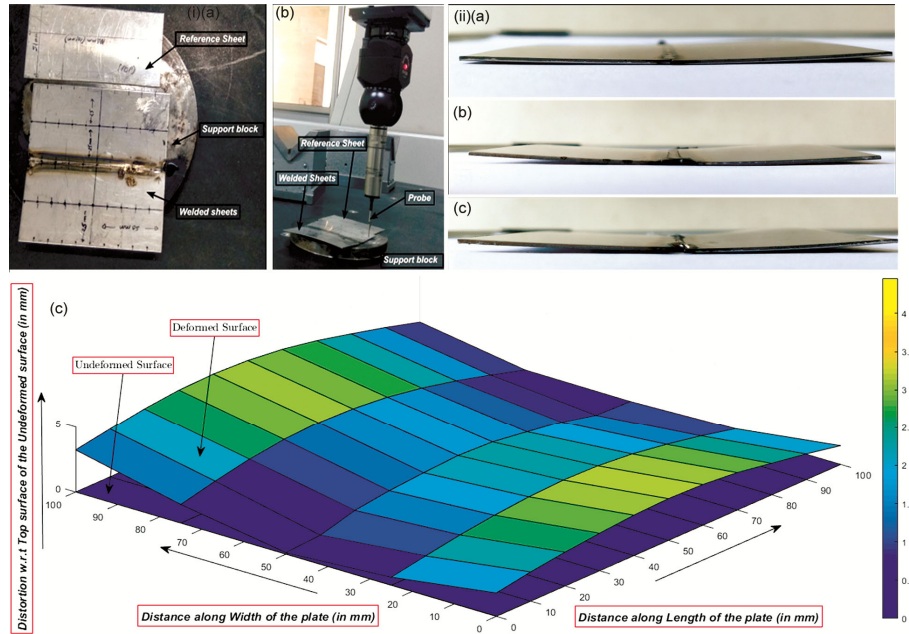 (i)(a)
Reference Sheet
Support block
Welded sheets
(b)
Reference Sheet
Welded Sheets
Probe
Support block
(ii)(a)
(b)
(c)
(c)
Distortion w.r.t Top surface of the Undeformed surface (in mm)
Deformed Surface
Undeformed Surface
5
0
100
90
80
70
60
50
40
30
20
10
0
Distance along Width of the plate (in mm)
0
10
20
30
40
50
60
70
80
90
100
Distance along Length of the plate (in mm)
4
3
2
1
0